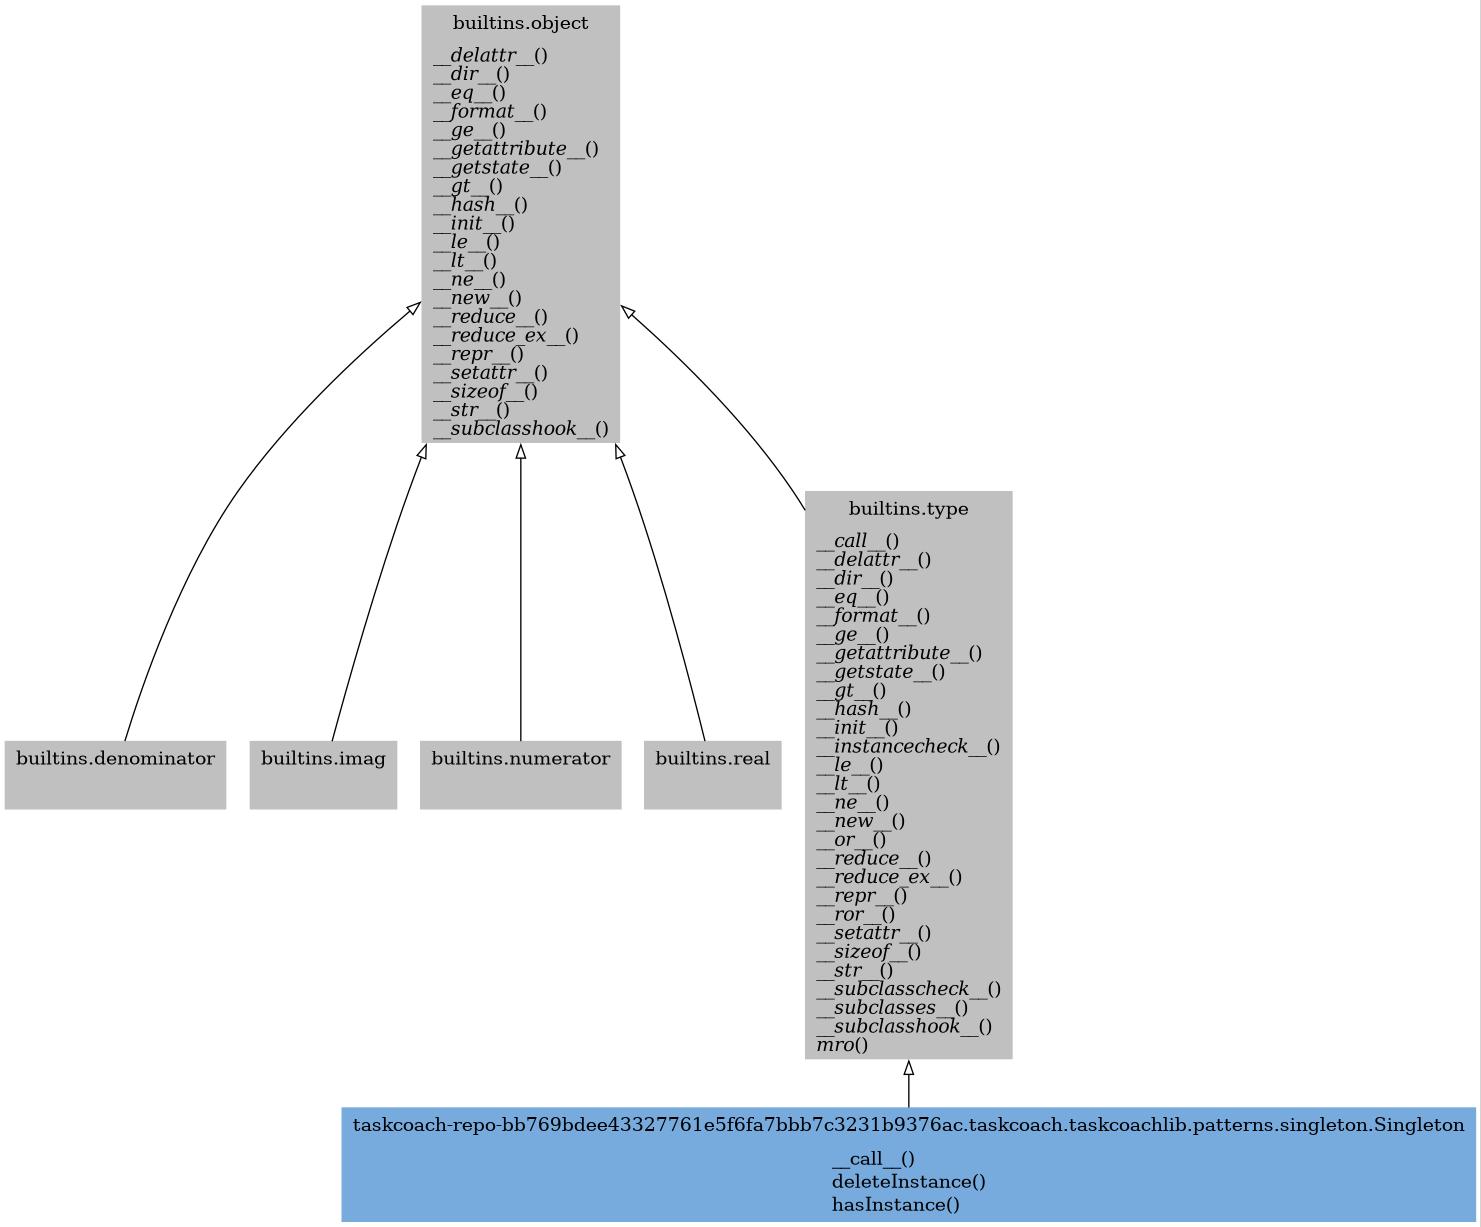 builtins.object
__delattr__()
__dir__()
__eq__()
__format__()
__ge__()
__getattribute__()
__getstate__()
__gt__()
__hash__()
__init__()
__le__()
__lt__()
__ne__()
__new__()
__reduce__()
__reduce_ex__()
__repr__()
__setattr__()
__sizeof__()
__str__()
__subclasshook__()
builtins.denominator
builtins.imag
builtins.numerator
builtins.real
builtins.type
__call__()
__delattr__()
__dir__()
__eq__()
__format__()
__ge__()
__getattribute__()
__getstate__()
__gt__()
__hash__()
__init__()
__instancecheck__()
__le__()
__lt__()
__ne__()
__new__()
__or__()
__reduce__()
__reduce_ex__()
__repr__()
__ror__()
__setattr__()
__sizeof__()
__str__()
__subclasscheck__()
__subclasses__()
__subclasshook__()
mro()
taskcoach-repo-bb769bdee43327761e5f6fa7bbb7c3231b9376ac.taskcoach.taskcoachlib.patterns.singleton.Singleton
__call__()
deleteInstance()
hasInstance()